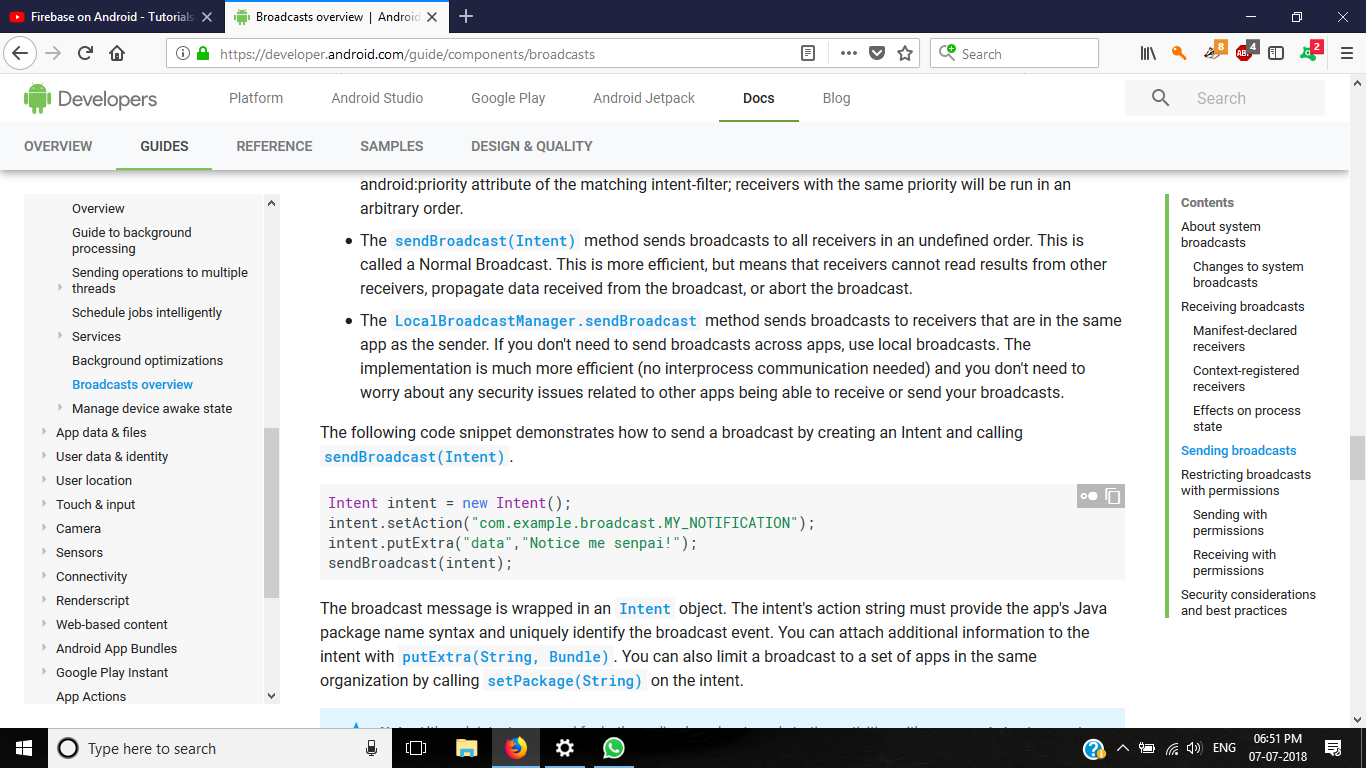 Firebase on Android - Tutorials
Broadcasts overview | Android
https://developer.android.com/guide/components/broadcasts
Search
8
4
2
Developers
Platform
Android Studio
Google Play
Android Jetpack
Docs
Blog
Search
OVERVIEW
GUIDES
REFERENCE
SAMPLES
DESIGN & QUALITY
Overview
Guide to background
processing
Sending operations to multiple
threads
Schedule jobs intelligently
Services
Background optimizations
Broadcasts overview
Manage device awake state
App data & files
User data & identity
User location
Touch & input
Camera
Sensors
Connectivity
Renderscript
Web-based content
Android App Bundles
Google Play Instant
App Actions
android:priority attribute of the matching intent-filter; receivers with the same priority will be run in an
arbitrary order.
The sendBroadcast(Intent) method sends broadcasts to all receivers in an undefined order. This is
called a Normal Broadcast. This is more efficient, but means that receivers cannot read results from other
receivers, propagate data received from the broadcast, or abort the broadcast.
The LocalBroadcastManager.sendBroadcast method sends broadcasts to receivers that are in the same
app as the sender. If you don't need to send broadcasts across apps, use local broadcasts. The
implementation is much more efficient (no interprocess communication needed) and you don't need to
worry about any security issues related to other apps being able to receive or send your broadcasts.
The following code snippet demonstrates how to send a broadcast by creating an Intent and calling
sendBroadcast(Intent).
Intent intent = new Intent();
intent.setAction("com.example.broadcast.MY_NOTIFICATION");
intent.putExtra("data","Notice me senpai!");
sendBroadcast(intent);
The broadcast message is wrapped in an Intent object. The intent's action string must provide the app's Java
package name syntax and uniquely identify the broadcast event. You can attach additional information to the
intent with putExtra(String, Bundle). You can also limit a broadcast to a set of apps in the same
organization by calling setPackage(String) on the intent.
Contents
About system
broadcasts
Changes to system
broadcasts
Receiving broadcasts
Manifest-declared
receivers
Context-registered
receivers
Effects on process
state
Sending broadcasts
Restricting broadcasts
with permissions
Sending with
permissions
Receiving with
permissions
Security considerations
and best practices
Type here to search
ENG
06:51 PM
07-07-2018